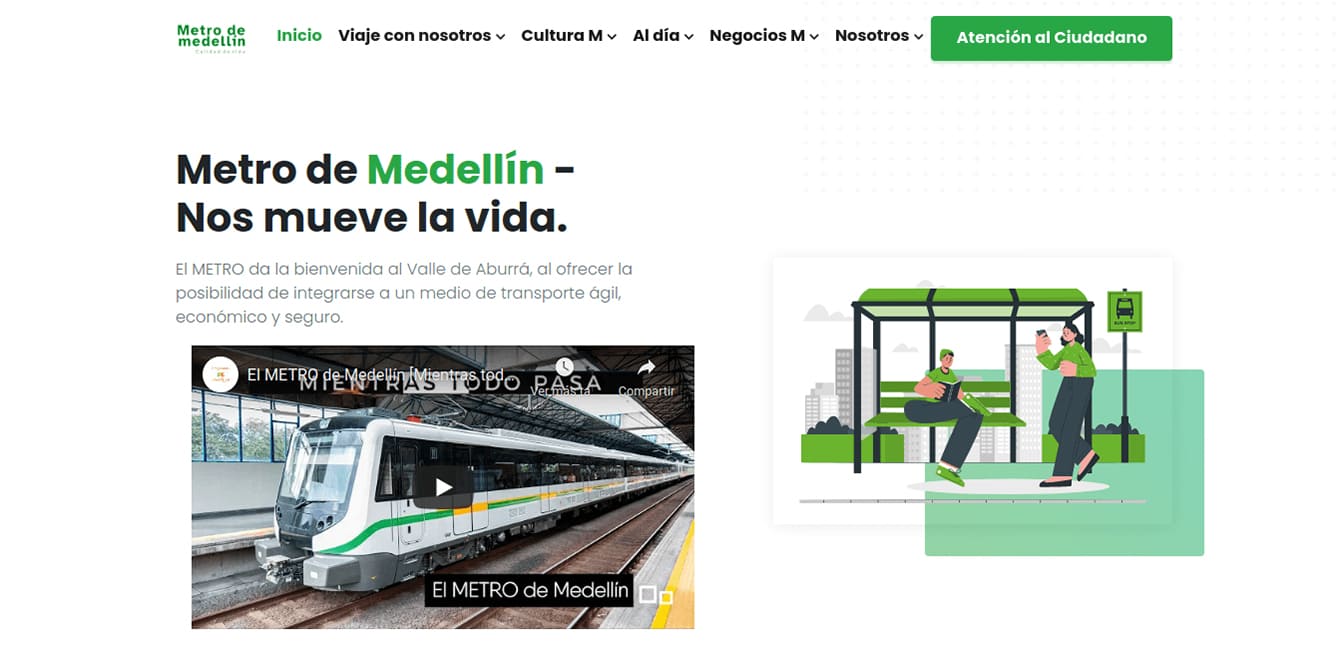 Metro de
medellín
Calidad de vida
Inicio
Viaje con nosotros
Cultura M
Al día
Negocios M
Nosotros
Atención al Ciudadano
Metro de Medellín -
Nos mueve la vida.
El METRO da la bienvenida al Valle de Aburrá, al ofrecer la
posibilidad de integrarse a un medio de transporte ágil,
económico y seguro.
El METRO de Medellín [Mientras tod...
MIENTRAS TODO PASA
Ver más ta...
Compartir
El METRO de Medellín
BUS STOP